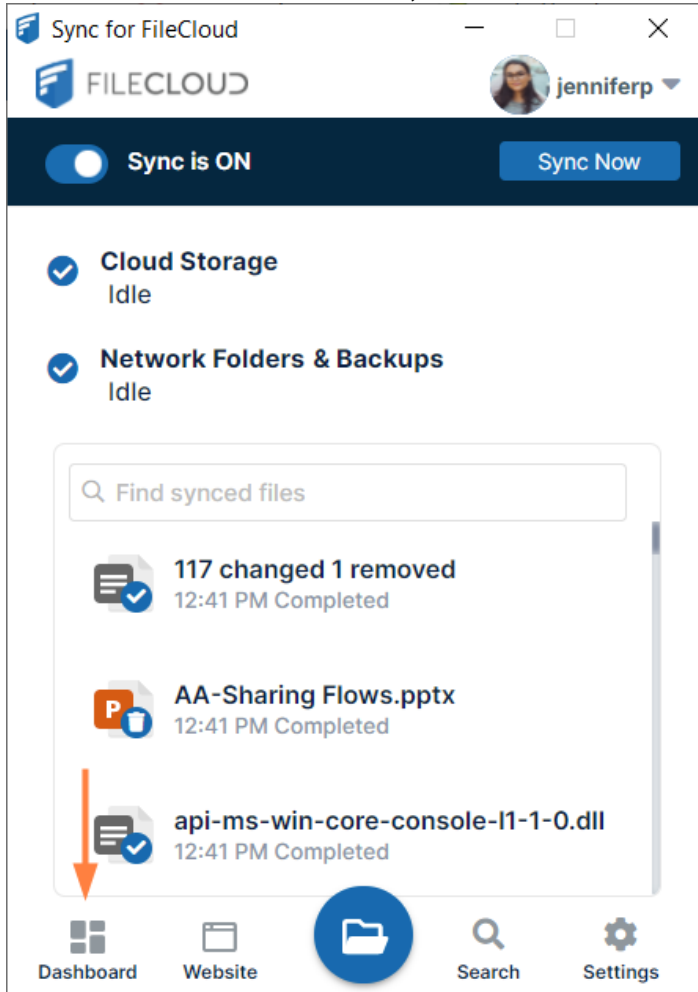 Sync for FileCloud
FILECLOUD
jenniferp
Sync is ON
Sync Now
Cloud Storage
Idle
Network Folders & Backups
Idle
Find synced files
117 changed 1 removed
12:41 PM Completed
P
AA-Sharing Flows.pptx
12:41 PM Completed
api-ms-win-core-console-l1-1-0.dll
12:41 PM Completed
Dashboard
Website
Search
Settings